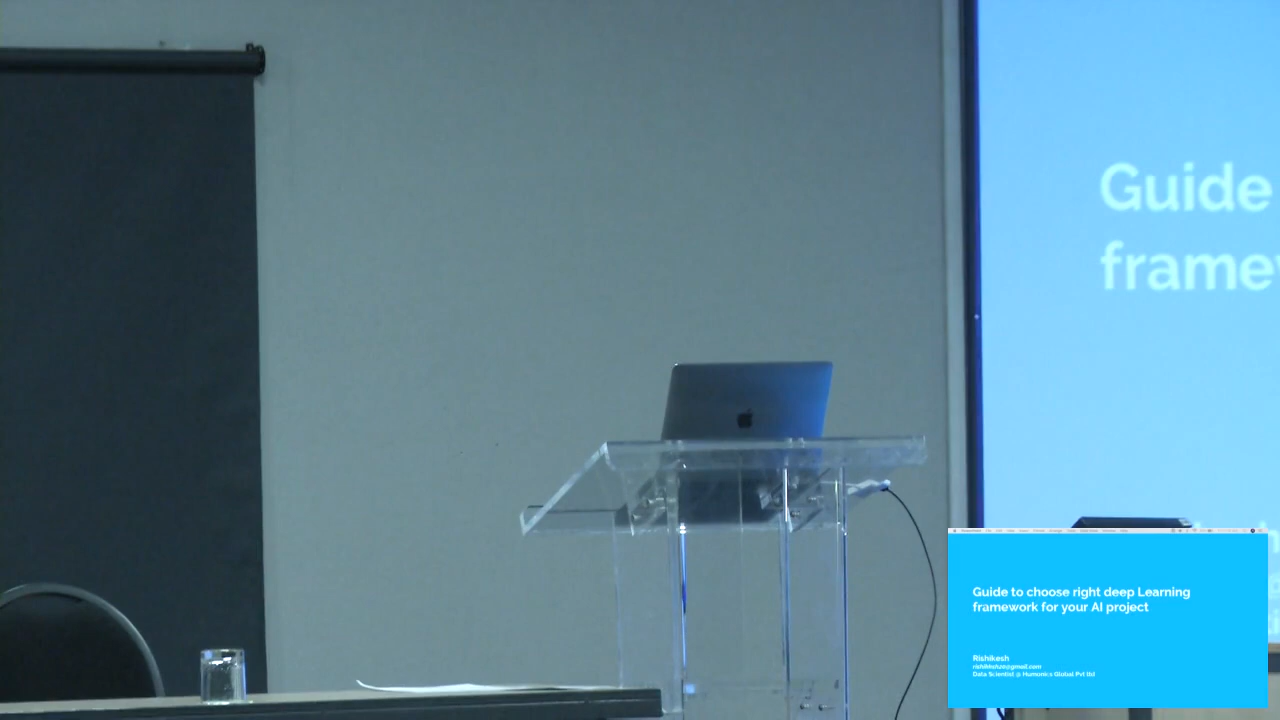 Guide
Guide to choose right deep Learning
framework for your AI project
Rishikesh
Data Scientist @ Humonics Global Pvt ltd